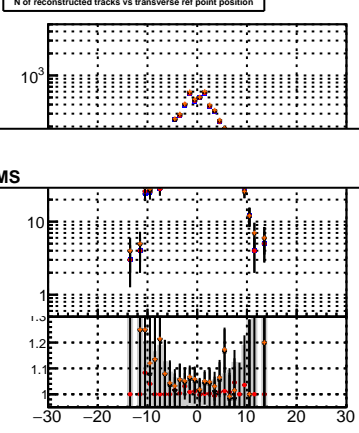 N of reconstructed tracks vs transverse ref point position
10³
MS
10
1
1.3
1.2
1.1
1
−30 −20 −10 0 10 20 30